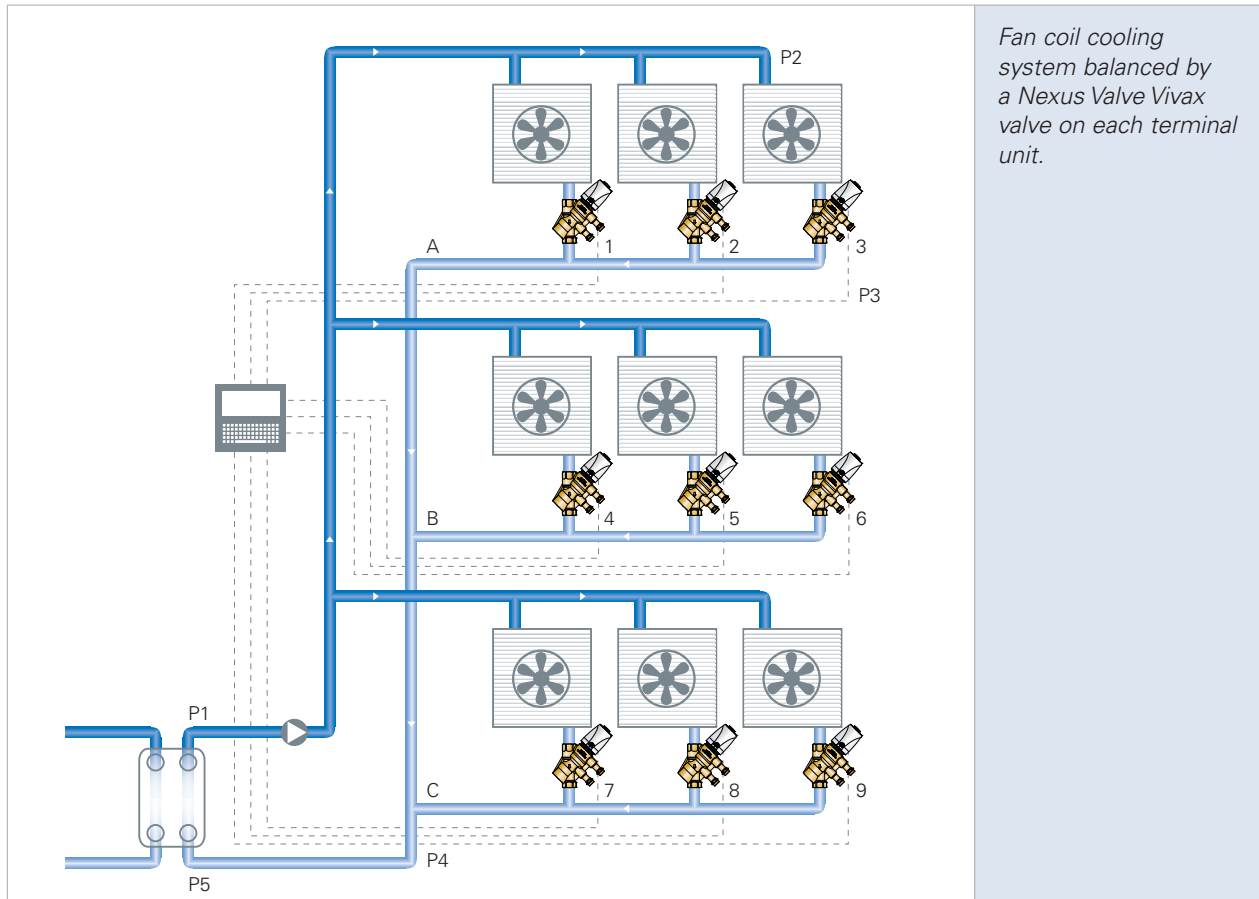 P2
Fan coil cooling
system balanced by
a Nexus Valve Vivax
valve on each terminal
unit.
A
1
2
3
P3
B
4
5
6
P1
C
7
8
9
P4
P5